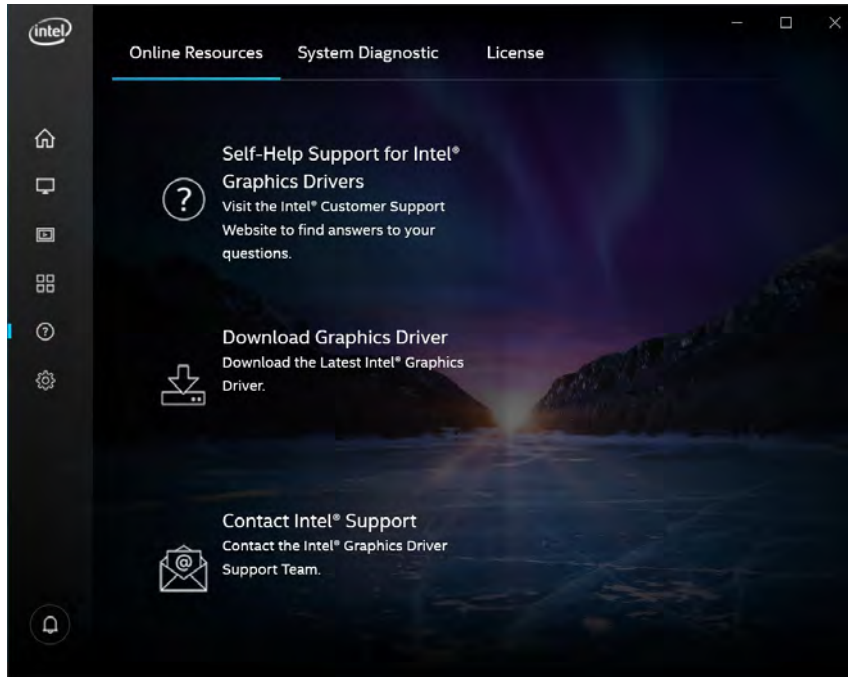 intel
Online Resources System Diagnostic License
Self-Help Support for Intel®
Graphics Drivers
Visit the Intel® Customer Support
Website to find answers to your
questions.
Download Graphics Driver
Download the Latest Intel® Graphics
Driver.
Contact Intel® Support
Contact the Intel® Graphics Driver
Support Team.